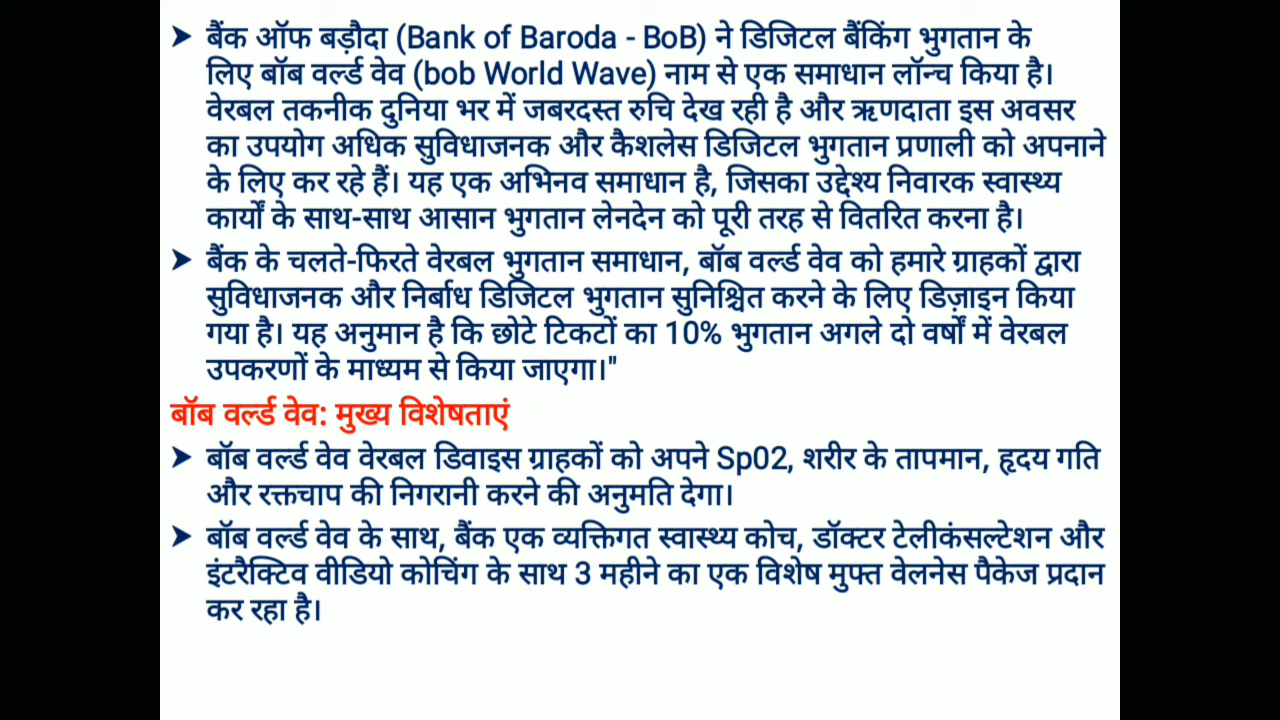 ➤ बैंक ऑफ बड़ौदा (Bank of Baroda - BoB) ने डिजिटल बैंकिंग भुगतान के
लिए बॉब वर्ल्ड वेव (bob World Wave) नाम से एक समाधान लॉन्च किया है।
वेरबल तकनीक दुनिया भर में जबरदस्त रुचि देख रही है और ऋणदाता इस अवसर
का उपयोग अधिक सुविधाजनक और कैशलेस डिजिटल भुगतान प्रणाली को अपनाने
के लिए कर रहे हैं। यह एक अभिनव समाधान है, जिसका उद्देश्य निवारक स्वास्थ्य
कार्यों के साथ-साथ आसान भुगतान लेनदेन को पूरी तरह से वितरित करना है।
➤ बैंक के चलते-फिरते वेरबल भुगतान समाधान, बॉब वर्ल्ड वेव को हमारे ग्राहकों द्वारा
सुविधाजनक और निर्बाध डिजिटल भुगतान सुनिश्चित करने के लिए डिज़ाइन किया
गया है। यह अनुमान है कि छोटे टिकटों का 10% भुगतान अगले दो वर्षों में वेरबल
उपकरणों के माध्यम से किया जाएगा।"
बॉब वर्ल्ड वेव: मुख्य विशेषताएं
➤ बॉब वर्ल्ड वेव वेरबल डिवाइस ग्राहकों को अपने Sp02, शरीर के तापमान, हृदय गति
और रक्तचाप की निगरानी करने की अनुमति देगा।
➤ बॉब वर्ल्ड वेव के साथ, बैंक एक व्यक्तिगत स्वास्थ्य कोच, डॉक्टर टेलीकंसल्टेशन और
इंटरैक्टिव वीडियो कोचिंग के साथ 3 महीने का एक विशेष मुफ्त वेलनेस पैकेज प्रदान
कर रहा है।